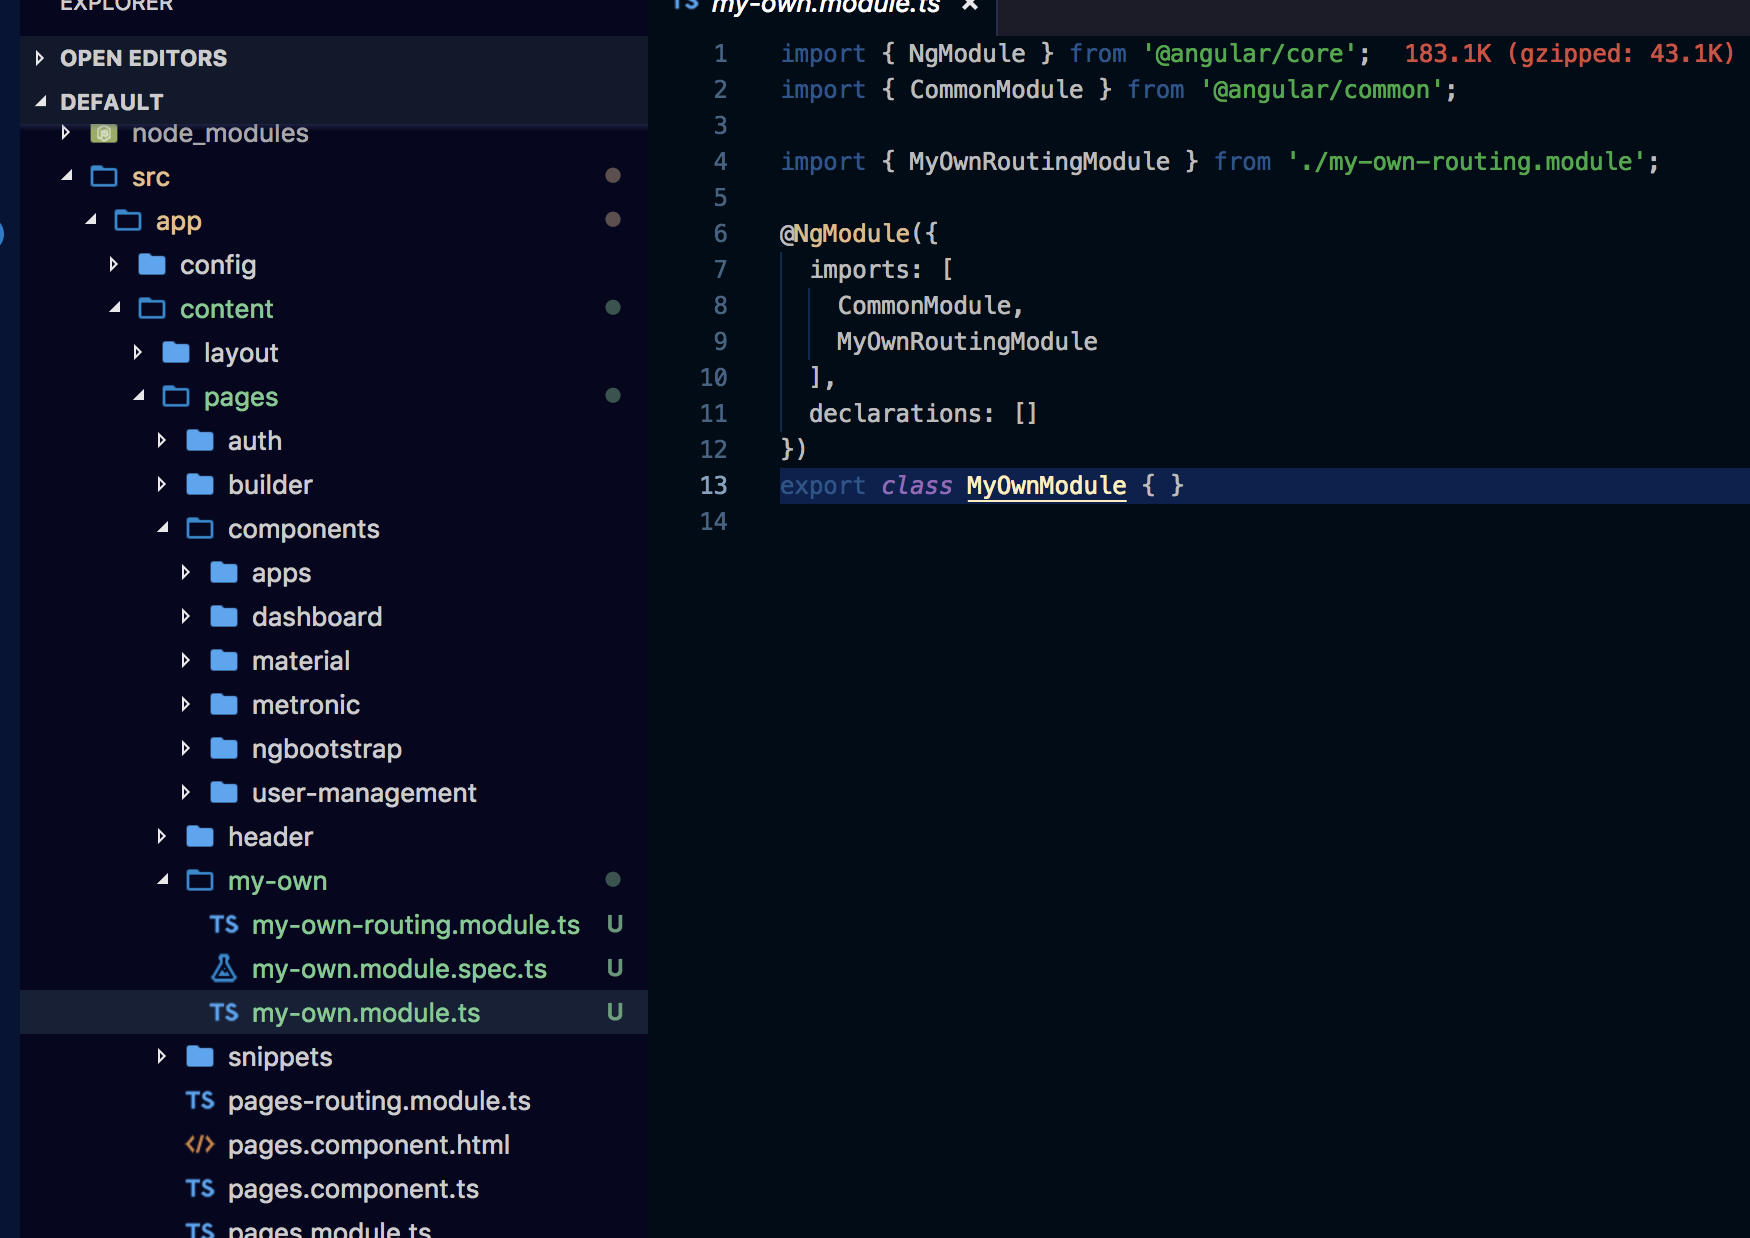 EXPLORER
OPEN EDITORS
DEFAULT
node_modules
src
app
config
content
layout
pages
auth
builder
components
apps
dashboard
material
metronic
ngbootstrap
user-management
header
my-own
TS my-own-routing.module.ts U
my-own.module.spec.ts U
TS my-own.module.ts U
snippets
TS pages-routing.module.ts
</> pages.component.html
TS pages.component.ts
TS pages.module.ts
TS my-own.module.ts ×
1 import { NgModule } from '@angular/core'; 183.1K (gzipped: 43.1K)
2 import { CommonModule } from '@angular/common';
3
4 import { MyOwnRoutingModule } from './my-own-routing.module';
5
6 @NgModule({
7 imports: [
8 CommonModule,
9 MyOwnRoutingModule
10 ],
11 declarations: []
12 })
13 export class MyOwnModule { }
14